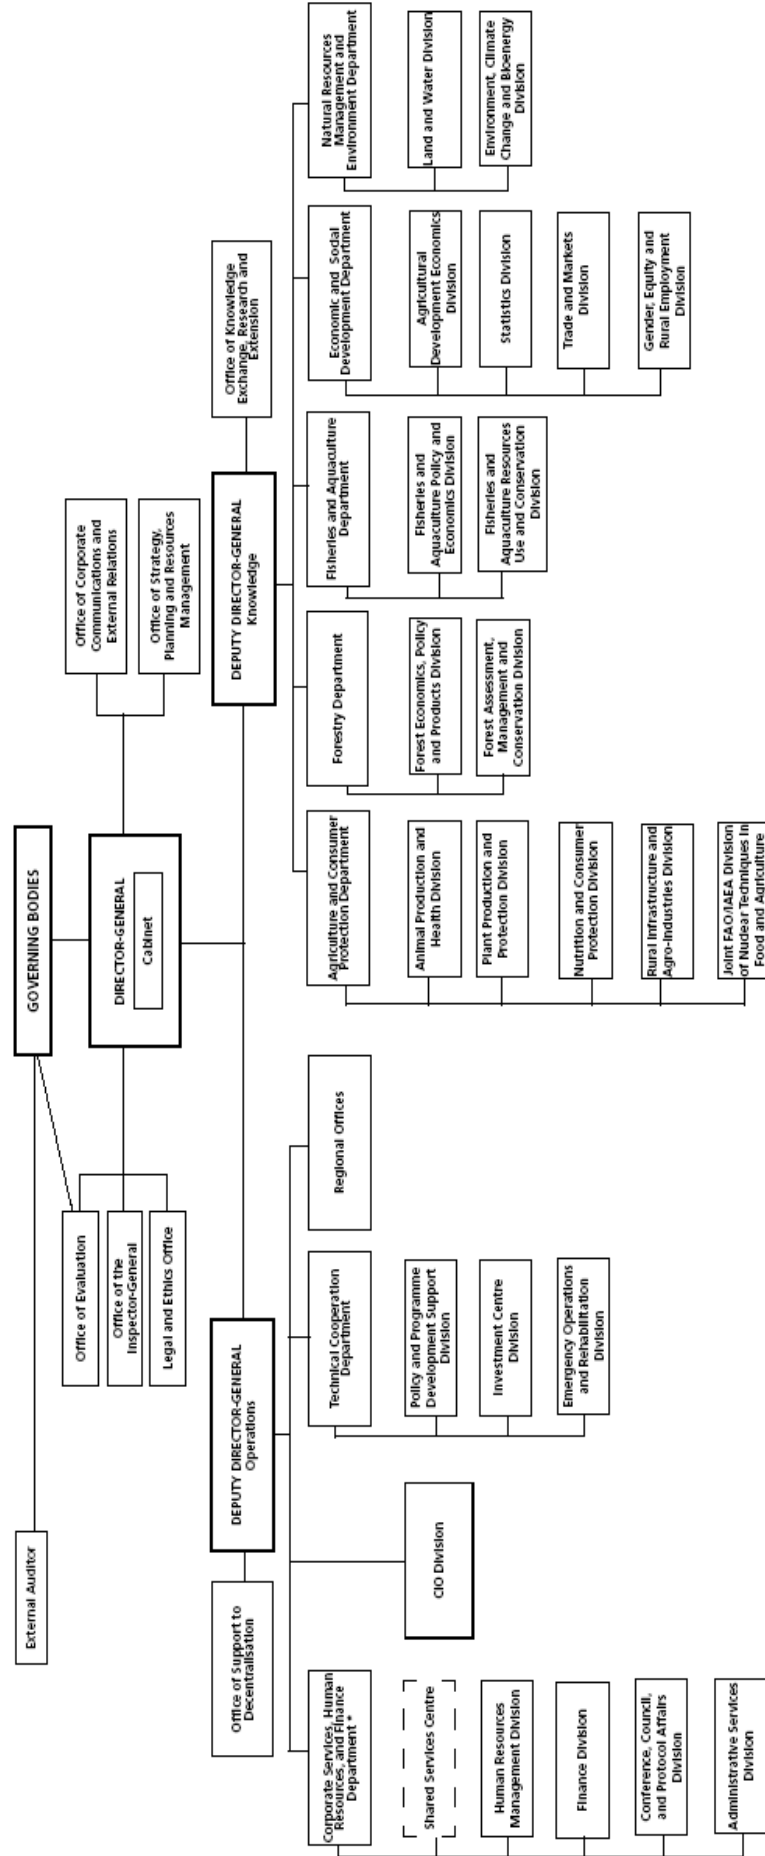 GOVERNING BODIES
External Auditor
DIRECTOR-GENERAL
Cabinet
Office of Evaluation
Office of the
Inspector-General
Legal and Ethics Office
Office of Corporate
Communications and
External Relations
Office of Strategy,
Planning and Resources
Management
Office of Support to
Decentralisation
DEPUTY DIRECTOR-GENERAL
Operations
DEPUTY DIRECTOR-GENERAL
Knowledge
Office of Knowledge
Exchange, Research and
Extension
Corporate Services, Human
Resources, and Finance
Department *
Shared Services Centre
Human Resources
Management Division
Finance Division
Conference, Council,
and Protocol Affairs
Division
Administrative Services
Division
CIO Division
Technical Cooperation
Department
Policy and Programme
Development Support
Division
Investment Centre
Division
Emergency Operations
and Rehabilitation
Division
Regional Offices
Agriculture and Consumer
Protection Department
Animal Production and
Health Division
Plant Production and
Protection Division
Nutrition and Consumer
Protection Division
Rural Infrastructure and
Agro-Industries Division
Joint FAO/IAEA Division
of Nuclear Techniques in
Food and Agriculture
Forestry Department
Forest Economics, Policy
and Products Division
Forest Assessment,
Management and
Conservation Division
Fisheries and Aquaculture
Department
Fisheries and
Aquaculture Policy and
Economics Division
Fisheries and
Aquaculture Resources
Use and Conservation
Division
Economic and Social
Development Department
Agricultural
Development Economics
Division
Statistics Division
Trade and Markets
Division
Gender, Equity and
Rural Employment
Division
Natural Resources
Management and
Environment Department
Land and Water Division
Environment, Climate
Change and Bioenergy
Division